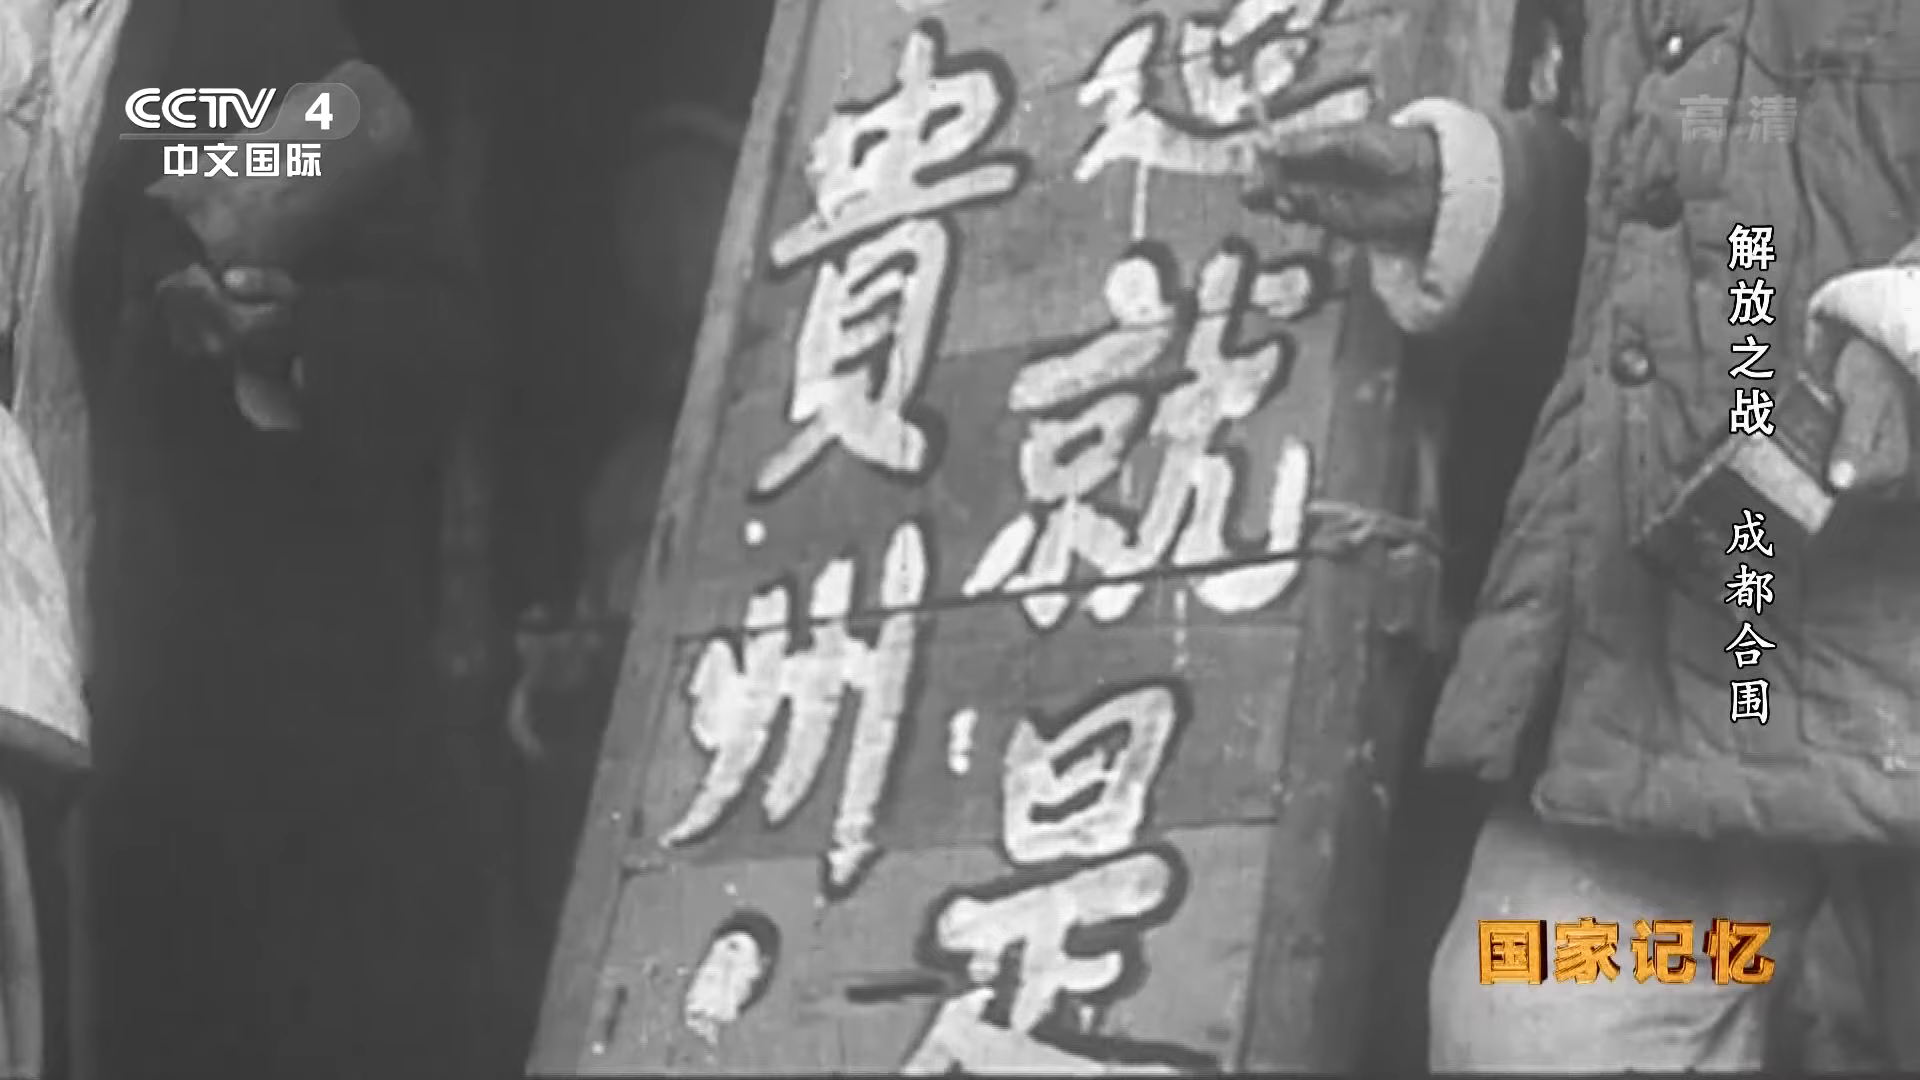 CCTV 4
中文国际
高清
就是
貴州
解放之战 成都合围
国家记忆